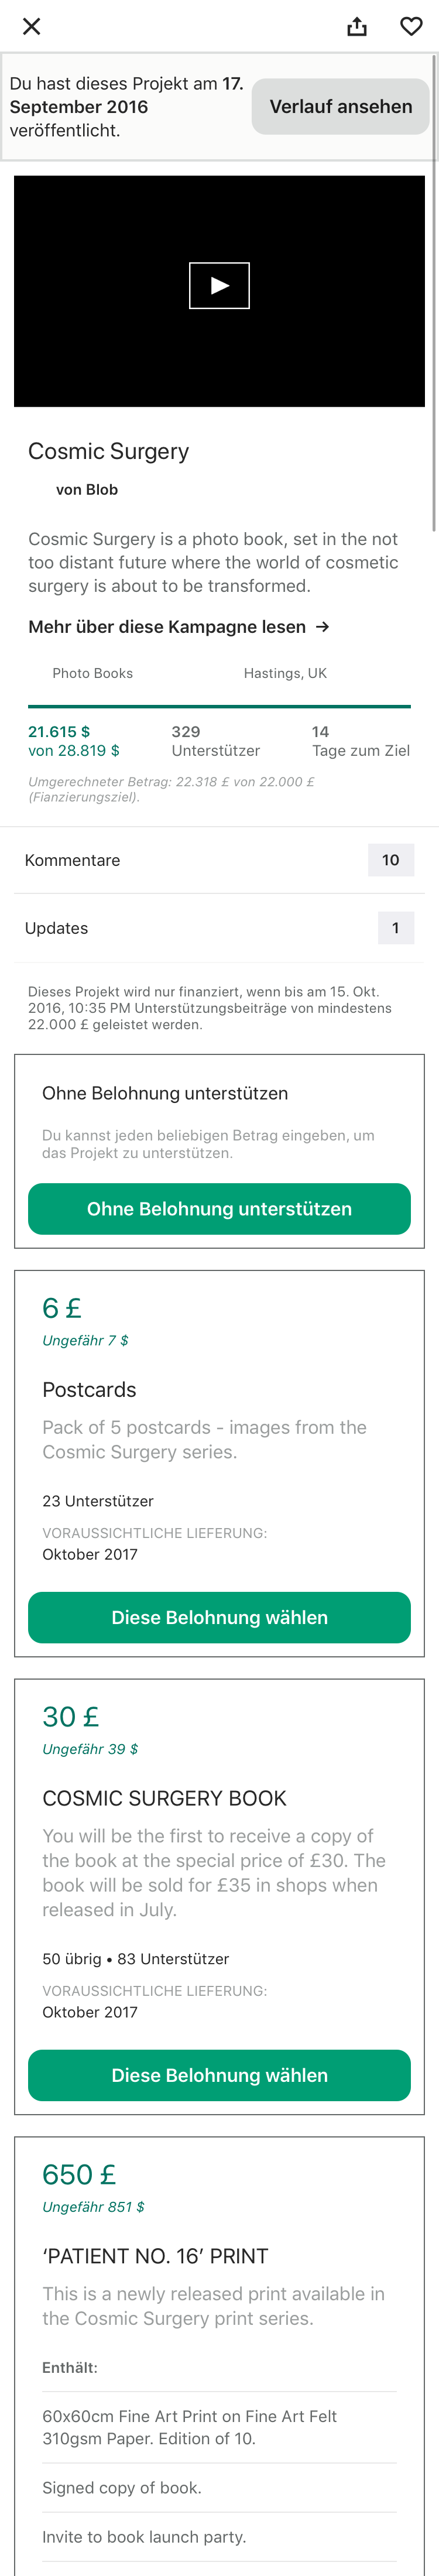 Du hast dieses Projekt am 17.
September 2016
veröffentlicht.
Verlauf ansehen
Cosmic Surgery
von Blob
Cosmic Surgery is a photo book, set in the not
too distant future where the world of cosmetic
surgery is about to be transformed.
Mehr über diese Kampagne lesen →
Photo Books
Hastings, UK
21.615 $
von 28.819 $
329
Unterstützer
14
Tage zum Ziel
Umgerechneter Betrag: 22.318 £ von 22.000 £
(Fianzierungsziel).
Kommentare
10
Updates
1
Dieses Projekt wird nur finanziert, wenn bis am 15. Okt.
2016, 10:35 PM Unterstützungsbeiträge von mindestens
22.000 £ geleistet werden.
Ohne Belohnung unterstützen
Du kannst jeden beliebigen Betrag eingeben, um
das Projekt zu unterstützen.
Ohne Belohnung unterstützen
6 £
Ungefähr 7 $
Postcards
Pack of 5 postcards - images from the
Cosmic Surgery series.
23 Unterstützer
VORAUSSICHTLICHE LIEFERUNG:
Oktober 2017
Diese Belohnung wählen
30 £
Ungefähr 39 $
COSMIC SURGERY BOOK
You will be the first to receive a copy of
the book at the special price of £30. The
book will be sold for £35 in shops when
released in July.
50 übrig • 83 Unterstützer
VORAUSSICHTLICHE LIEFERUNG:
Oktober 2017
Diese Belohnung wählen
650 £
Ungefähr 851 $
‘PATIENT NO. 16’ PRINT
This is a newly released print available in
the Cosmic Surgery print series.
Enthält:
60x60cm Fine Art Print on Fine Art Felt
310gsm Paper. Edition of 10.
Signed copy of book.
Invite to book launch party.